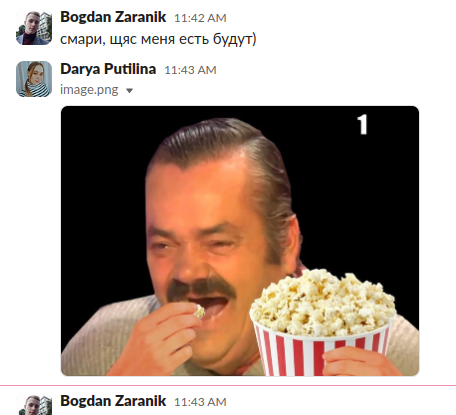 Bogdan Zaranik 11:42 AM
смари, щяс меня есть будут)
Darya Putilina 11:43 AM
image.png
1
Bogdan Zaranik 11:43 AM